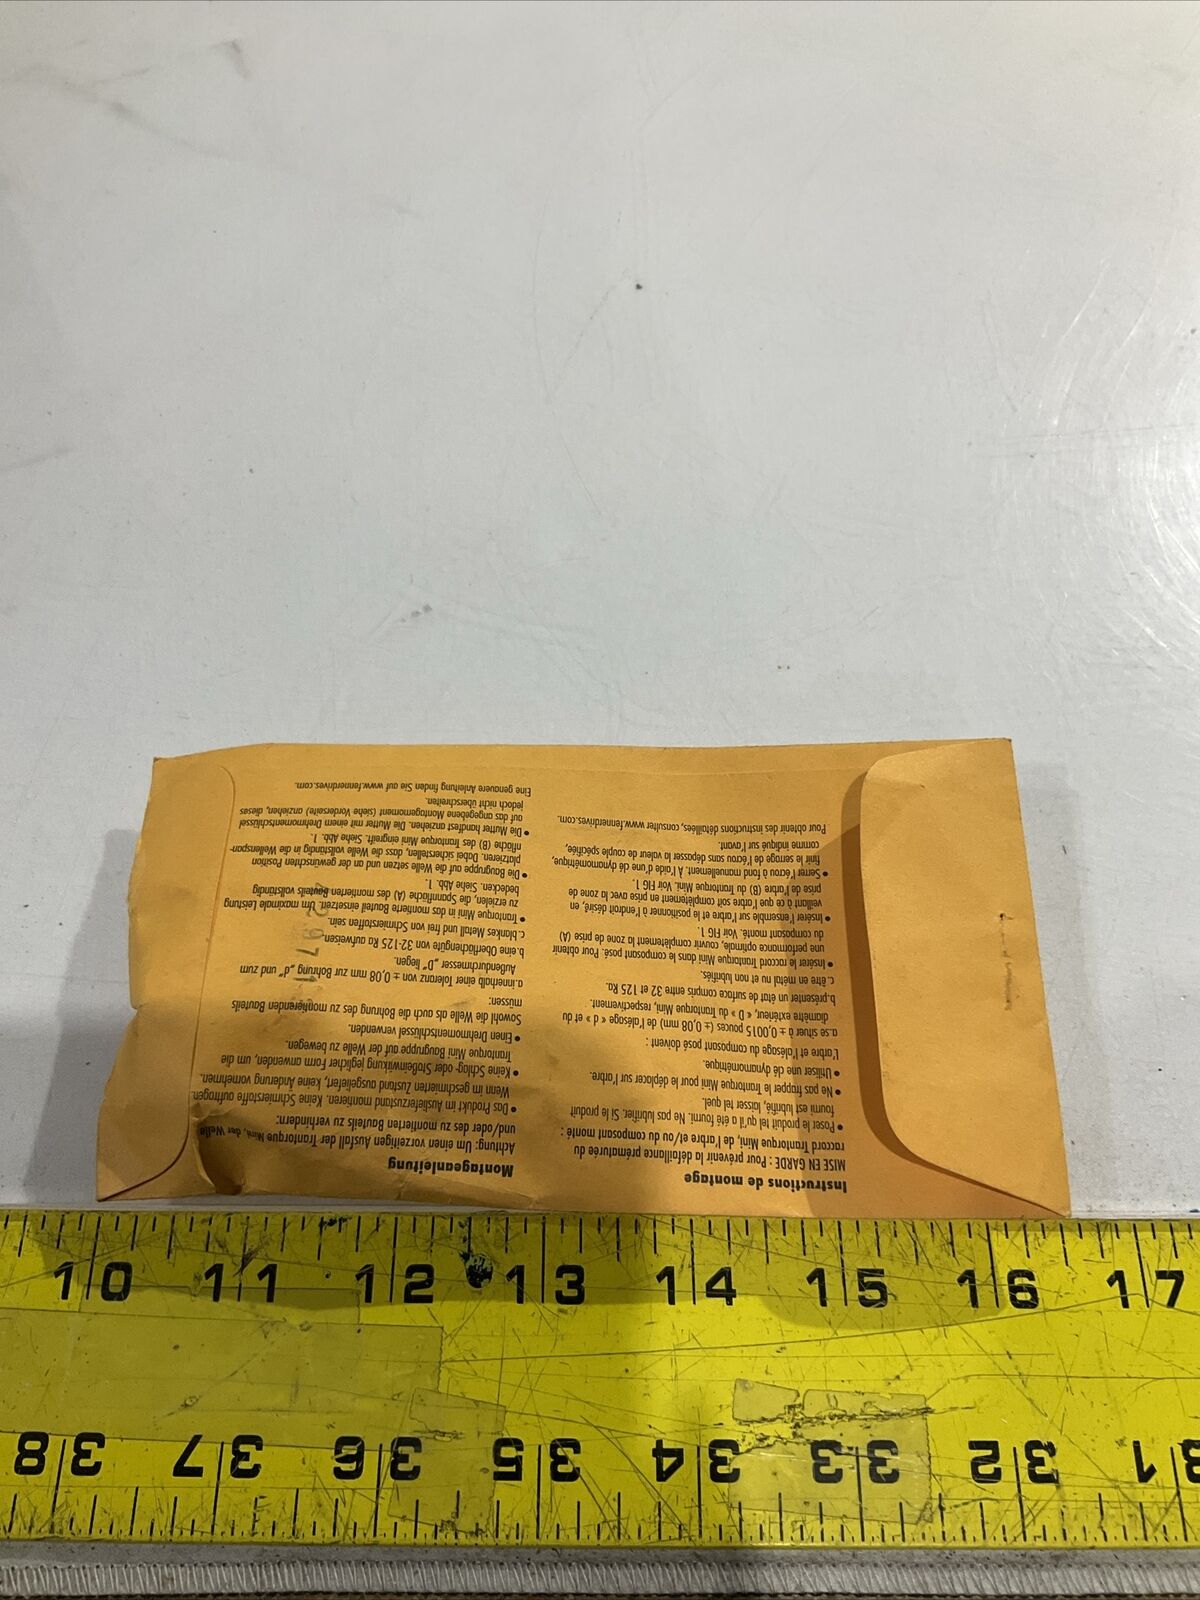 Instructions de montage
MISE EN GARDE : Pour prévenir la défaillance prématurée du
raccord Trantorque Mini, de l'arbre et/ou du composant monté :
• Poser le produit tel qu'il a été fourni. Ne pas lubrifier. Si le produit
fourni est lubrifié, laisser tel quel.
• Ne pas frapper le Trantorque Mini pour le déplacer sur l'arbre.
• Utiliser une clé dynamométrique.
L'arbre et l'alésage du composant posé doivent :
a.se situer à ± 0,0015 pouces (± 0,08 mm) de l'alésage « d » et du
diamètre extérieur, « D » du Trantorque Mini, respectivement.
b.présenter un état de surface compris entre 32 et 125 Ra.
c.être en métal nu et non lubrifiés.
• Insérer le raccord Trantorque Mini dans le composant posé. Pour obtenir
une performance optimale, couvrir complètement la zone de prise (A)
du composant monté. Voir FIG 1.
• Insérer l'ensemble sur l'arbre et le positionner à l'endroit désiré, en
veillant à ce que l'arbre soit complètement en prise avec la zone de
prise de l'arbre (B) du Trantorque Mini. Voir FIG 1.
• Serrer l'écrou à fond manuellement. À l'aide d'une clé dynamométrique,
finir le serrage de l'écrou sans dépasser la valeur de couple spécifiée,
comme indiqué sur l'avant.
Pour obtenir des instructions détaillées, consulter www.fennerdrives.com.
Montageanleitung
Achtung: Um einen vorzeitigen Ausfall der Trantorque Mini, der Welle
und/oder des zu montierten Bauteils zu verhindern:
• Das Produkt im Auslieferzustand montieren. Keine Schmierstoffe auftragen.
Wenn im geschmierten Zustand ausgeliefert, keine Änderung vornehmen.
• Keine Schlag- oder Stoßeinwirkung jeglicher Form anwenden, um die
Trantorque Mini Baugruppe auf der Welle zu bewegen.
• Einen Drehmomentschlüssel verwenden.
Sowohl die Welle als auch die Bohrung des zu montierenden Bauteils
müssen:
a.innerhalb einer Toleranz von ± 0,08 mm zur Bohrung „d“ und zum
Außendurchmesser „D“ liegen.
b.eine Oberflächengüte von 32-125 Ra aufweisen.
c.blankes Metall und frei von Schmierstoffen sein.
• Trantorque Mini in das montierte Bauteil einsetzen. Um maximale Leistung
zu erzielen, die Spannfläche (A) des montierten Bauteils vollständig
bedecken. Siehe Abb. 1.
• Die Baugruppe auf die Welle setzen und an der gewünschten Position
platzieren. Dabei sicherstellen, dass die Welle vollständig in die Wellenspan-
nfläche (B) des Trantorque Mini eingreift. Siehe Abb. 1.
• Die Mutter handfest anziehen. Die Mutter mit einem Drehmomentschlüssel
auf das angegebene Montagemoment (siehe Vorderseite) anziehen, dieses
jedoch nicht überschreiten.
Eine genauere Anleitung finden Sie auf www.fennerdrives.com.
10 11 12 13 14 15 16 17
38 37 36 35 34 33 32 31